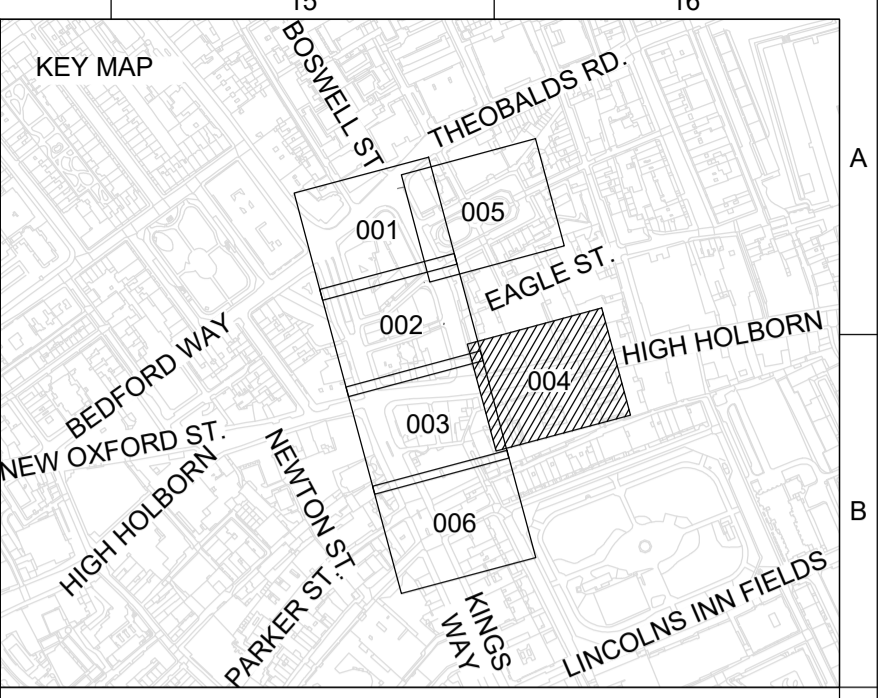 15
16
KEY MAP
BOSWELL ST
THEOBALDS RD.
A
001
005
EAGLE ST.
002
BEDFORD WAY
HIGH HOLBORN
004
003
NEW OXFORD ST.
HIGH HOLBORN
NEWTON ST.
B
006
PARKER ST.
KINGS
WAY
LINCOLNS INN FIELDS